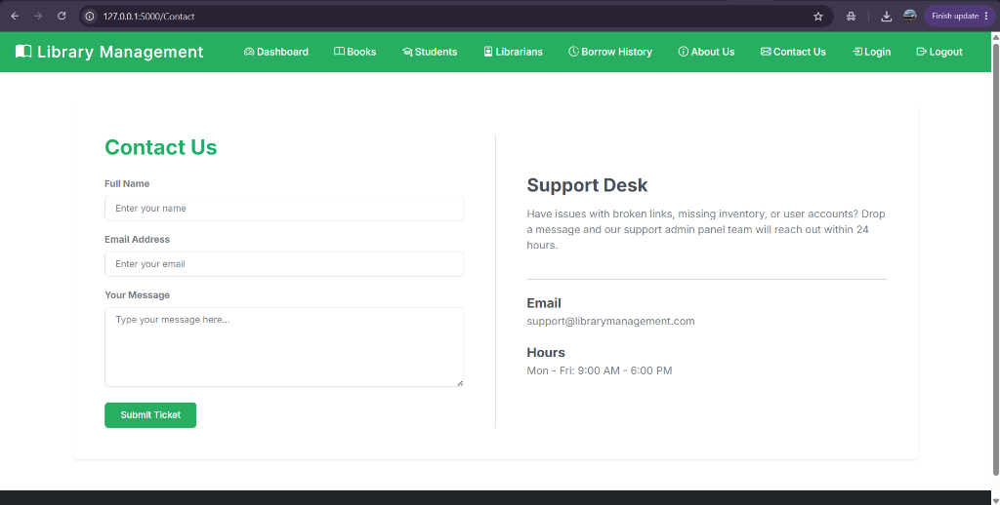 127.0.0.1:5000/Contact
Finish update
Library Management
Dashboard
Books
Students
Librarians
Borrow History
About Us
Contact Us
Login
Logout
Contact Us
Full Name
Enter your name
Email Address
Enter your email
Your Message
Type your message here...
Submit Ticket
Support Desk
Have issues with broken links, missing inventory, or user accounts? Drop
a message and our support admin panel team will reach out within 24
hours.
Email
support@librarymanagement.com
Hours
Mon - Fri: 9:00 AM - 6:00 PM